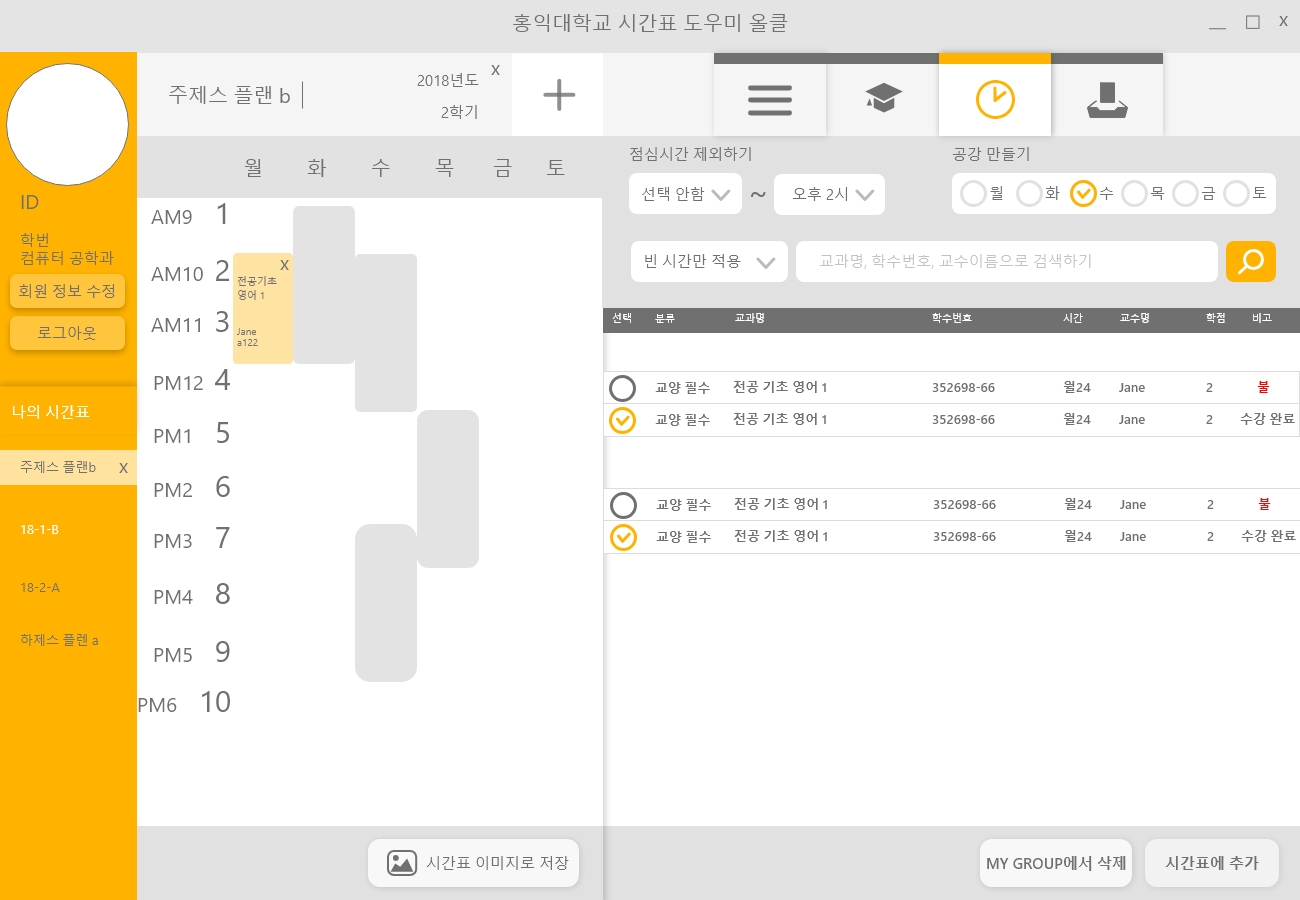 홍익대학교 시간표 도우미 올클
X
ID
학번
컴퓨터 공학과
회원 정보 수정
로그아웃
나의 시간표
주제스 플랜b X
18-1-B
18-2-A
하제스 플렌 a
주제스 플랜 b
2018년도 X
2학기
월 화 수 목 금 토
AM9 1
AM10 2
AM11 3
PM12 4
PM1 5
PM2 6
PM3 7
PM4 8
PM5 9
PM6 10
X
전공기초
영어 1
Jane
a122
시간표 이미지로 저장
점심시간 제외하기
선택 안함 ~ 오후 2시
공강 만들기
월 화 수 목 금 토
빈 시간만 적용
교과명, 학수번호, 교수이름으로 검색하기
선택 분류 교과명 학수번호 시간 교수명 학점 비고
교양 필수 전공 기초 영어 1 352698-66 월24 Jane 2 불
교양 필수 전공 기초 영어 1 352698-66 월24 Jane 2 수강 완료
교양 필수 전공 기초 영어 1 352698-66 월24 Jane 2 불
교양 필수 전공 기초 영어 1 352698-66 월24 Jane 2 수강 완료
MY GROUP에서 삭제
시간표에 추가